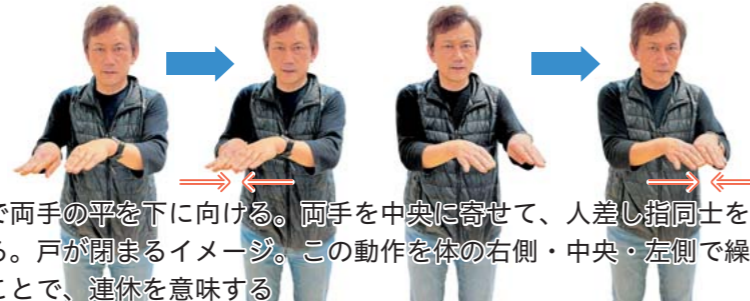 で両手の平を下に向ける。両手を中央に寄せて、人差し指同士を
る。戸が閉まるイメージ。この動作を体の右側・中央・左側で繰
ことで、連休を意味する